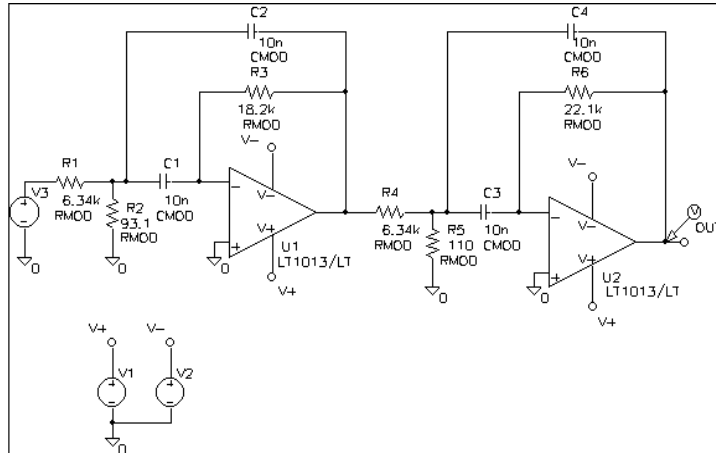 C2
10n
CMOD
R3
18.2k
RMOD
V-
R1
6.34k
RMOD
V3
R2
93.1
RMOD
C1
10n
CMOD
V-
V+
U1
LT1013/LT
V+
0
0
0
C4
10n
CMOD
R6
22.1k
RMOD
V-
R4
6.34k
RMOD
R5
110
RMOD
C3
10n
CMOD
V-
V+
U2
LT1013/LT
V+
0
0
V
OUT
V+
V-
V1
V2
0